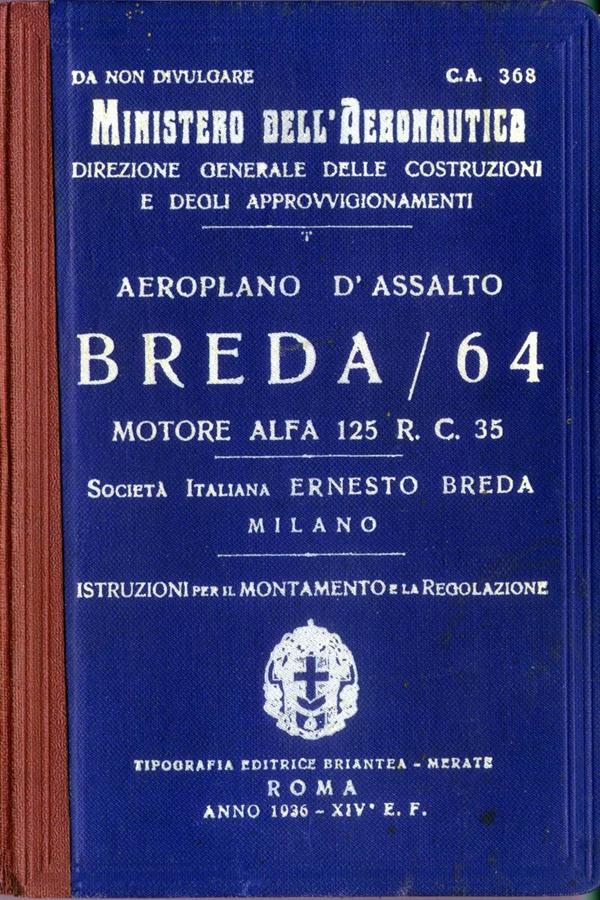 DA NON DIVULGARE C.A. 368
MINISTERO DELL'AERONAUTICA
DIREZIONE GENERALE DELLE COSTRUZIONI
E DEGLI APPROVVIGIONAMENTI
AEROPLANO D'ASSALTO
BREDA / 64
MOTORE ALFA 125 R. C. 35
SOCIETÀ ITALIANA ERNESTO BREDA
MILANO
ISTRUZIONI PER IL MONTAMENTO E LA REGOLAZIONE
TIPOGRAFIA EDITRICE BRIANTEA - MERATE
ROMA
ANNO 1936 - XIV° E. F.